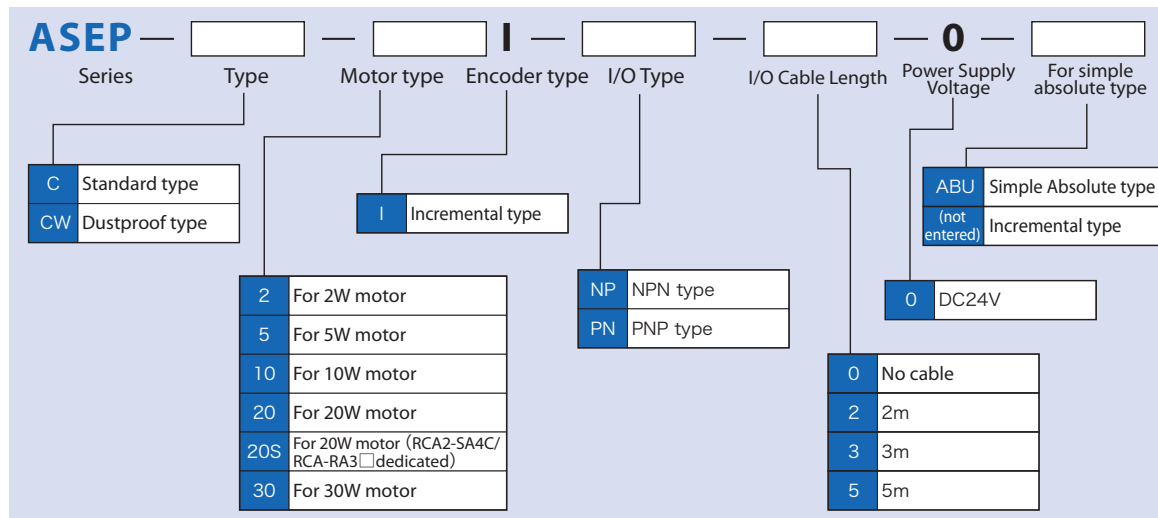 ASEP — — I — — — 0 —
Series Type Motor type Encoder type I/O Type I/O Cable Length Power Supply Voltage For simple absolute type
C Standard type
CW Dustproof type
I Incremental type
ABU Simple Absolute type
(not entered) Incremental type
2 For 2W motor
5 For 5W motor
10 For 10W motor
20 For 20W motor
20S For 20W motor (RCA2-SA4C/
RCA-RA3□dedicated)
30 For 30W motor
NP NPN type
PN PNP type
0 DC24V
0 No cable
2 2m
3 3m
5 5m